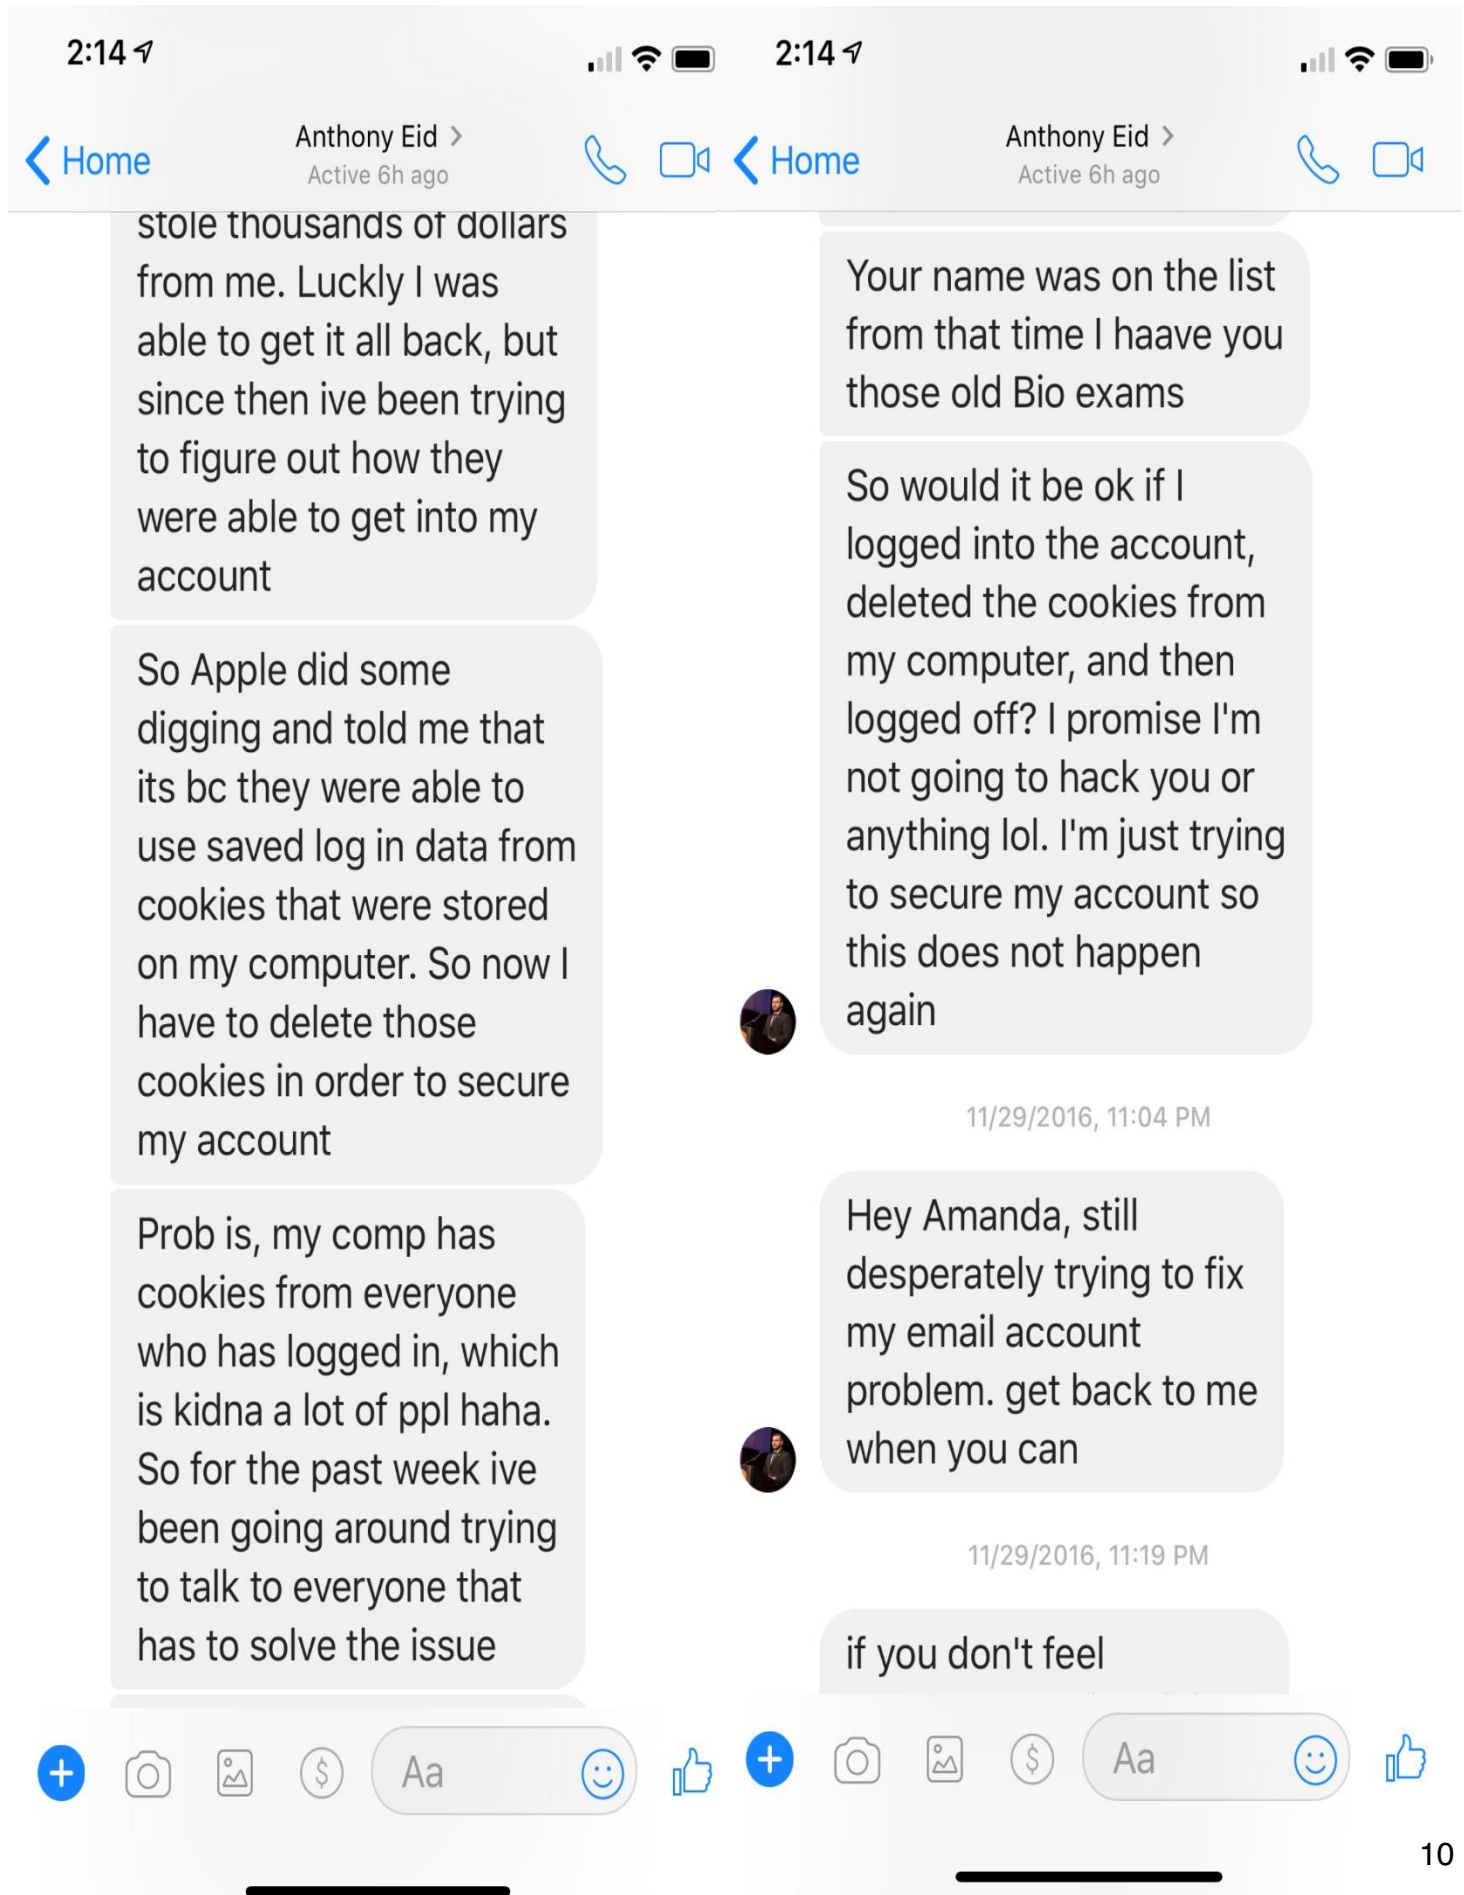 2:14
Home
Anthony Eid >
Active 6h ago
stole thousands of dollars
from me. Luckly I was
able to get it all back, but
since then ive been trying
to figure out how they
were able to get into my
account
So Apple did some
digging and told me that
its bc they were able to
use saved log in data from
cookies that were stored
on my computer. So now I
have to delete those
cookies in order to secure
my account
Prob is, my comp has
cookies from everyone
who has logged in, which
is kidna a lot of ppl haha.
So for the past week ive
been going around trying
to talk to everyone that
has to solve the issue
Aa
2:14
Home
Anthony Eid >
Active 6h ago
Your name was on the list
from that time I haave you
those old Bio exams
So would it be ok if I
logged into the account,
deleted the cookies from
my computer, and then
logged off? I promise I'm
not going to hack you or
anything lol. I'm just trying
to secure my account so
this does not happen
again
11/29/2016, 11:04 PM
Hey Amanda, still
desperately trying to fix
my email account
problem. get back to me
when you can
11/29/2016, 11:19 PM
if you don't feel
Aa
10